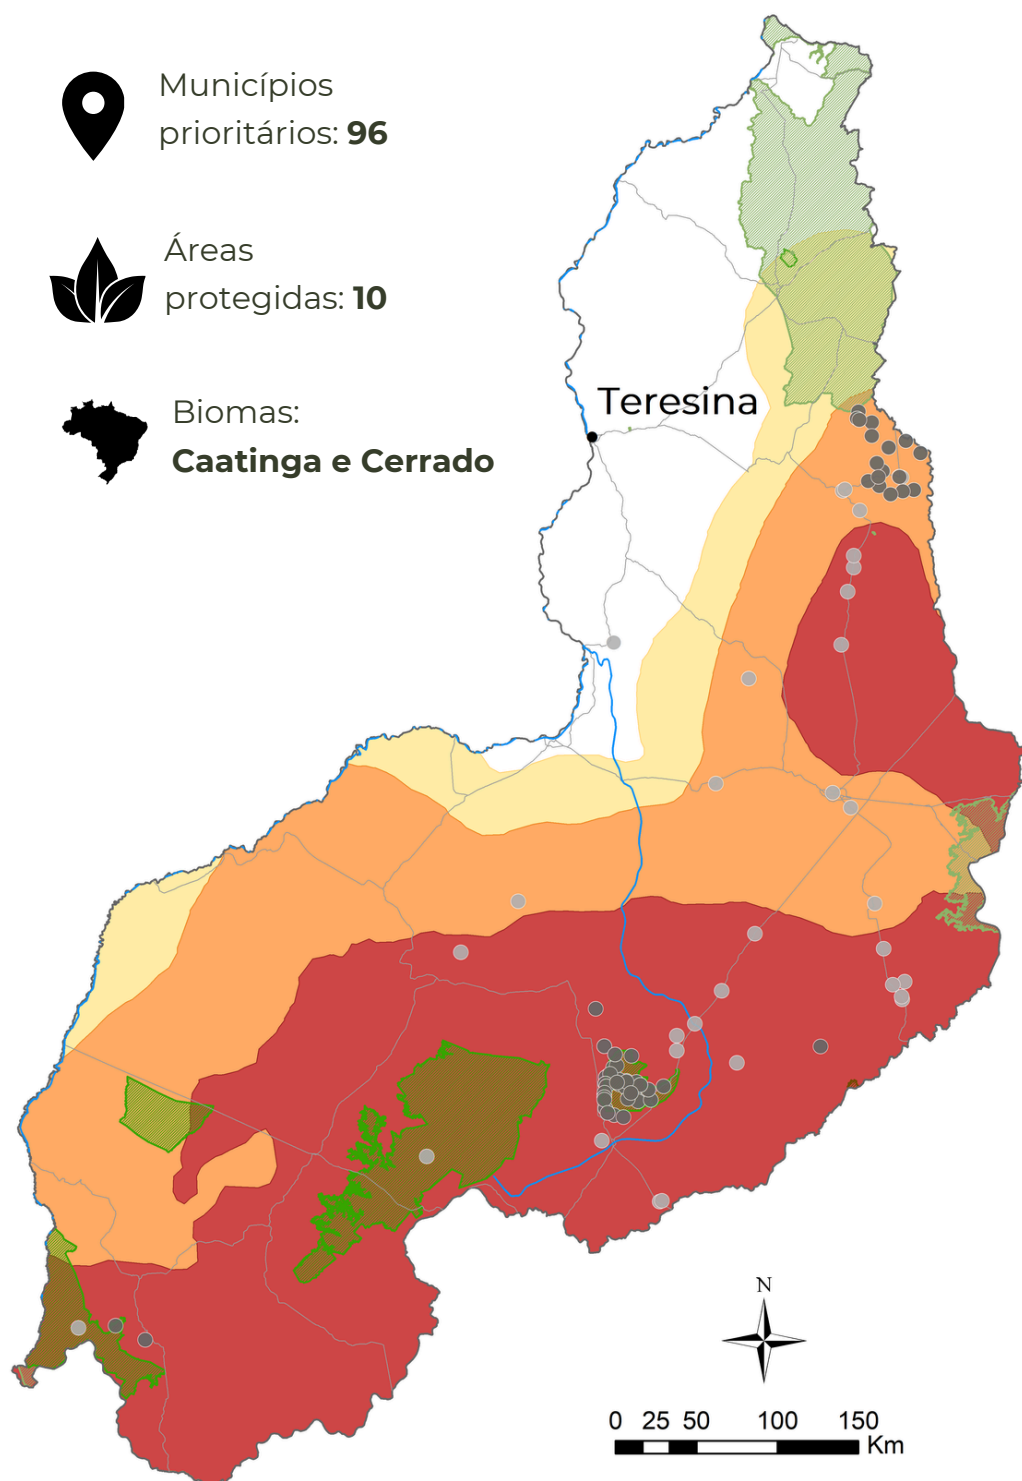 Municípios
prioritários: 96
Áreas
protegidas: 10
Biomas:
Caatinga e Cerrado
Teresina
N
0 25 50 100 150
Km